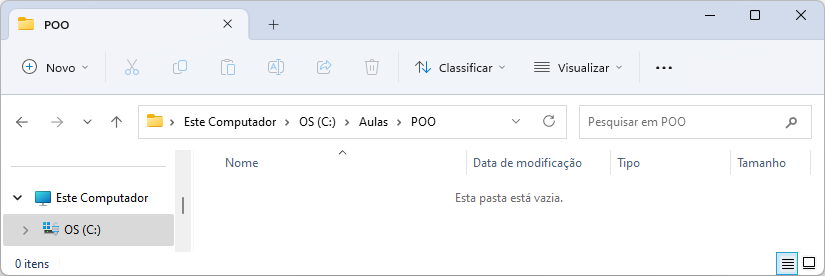 POO
Novo
Classificar
Visualizar
Este Computador > OS (C:) > Aulas > POO
Pesquisar em POO
Nome Data de modificação Tipo Tamanho
Esta pasta está vazia.
Este Computador
OS (C:)
0 itens